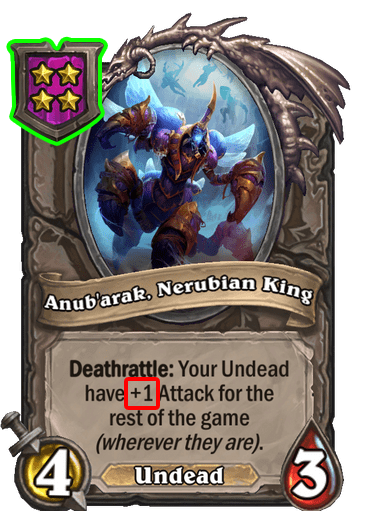 Anub'arak, Nerubian King
Deathrattle: Your Undead
have +1 Attack for the
rest of the game
(wherever they are).
4
Undead
3